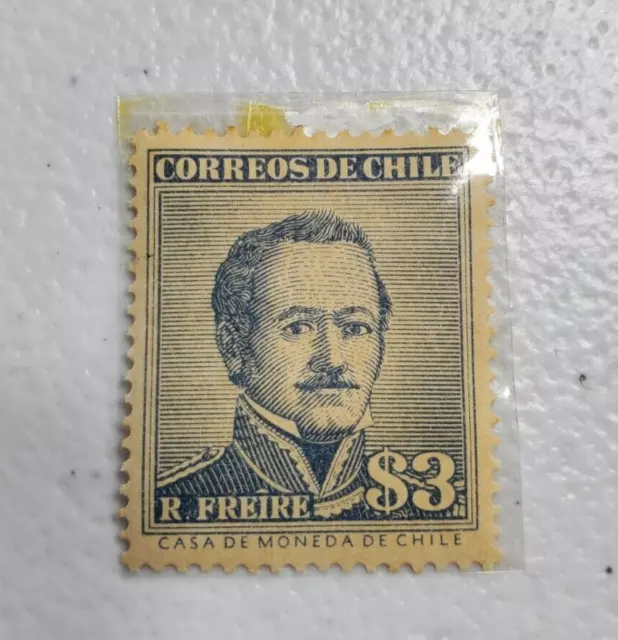 CORREOS DE CHILE
R. FREIRE $3
CASA DE MONEDA DE CHILE